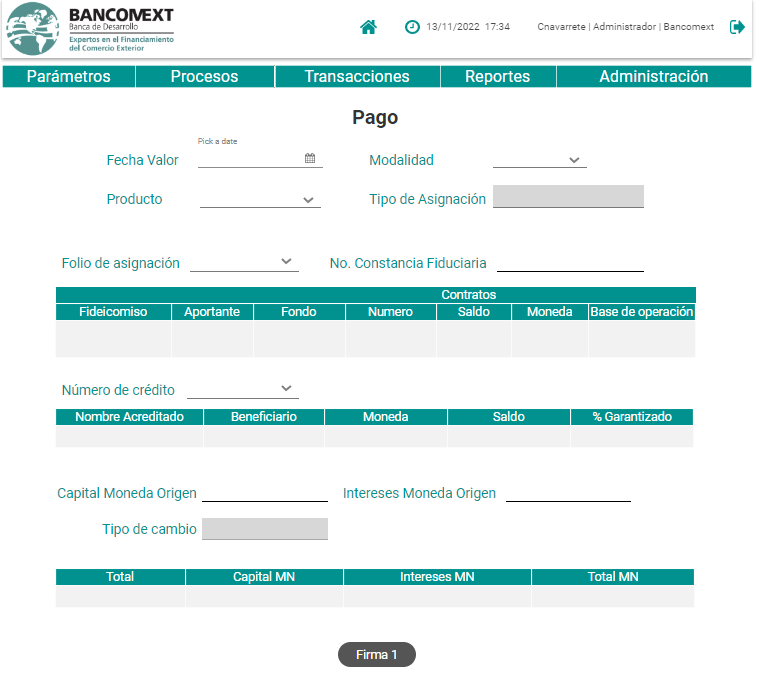 BANCOMEXT
Banca de Desarrollo
Expertos en el Financiamiento
del Comercio Exterior
13/11/2022 17:34
Cnavarrete | Administrador | Bancomext
Parámetros Procesos Transacciones Reportes Administración
Pago
Pick a date
Fecha Valor Modalidad
Producto Tipo de Asignación
Folio de asignación No. Constancia Fiduciaria
Contratos
Fideicomiso Aportante Fondo Numero Saldo Moneda Base de operación
Número de crédito
Nombre Acreditado Beneficiario Moneda Saldo % Garantizado
Capital Moneda Origen Intereses Moneda Origen
Tipo de cambio
Total Capital MN Intereses MN Total MN
Firma 1